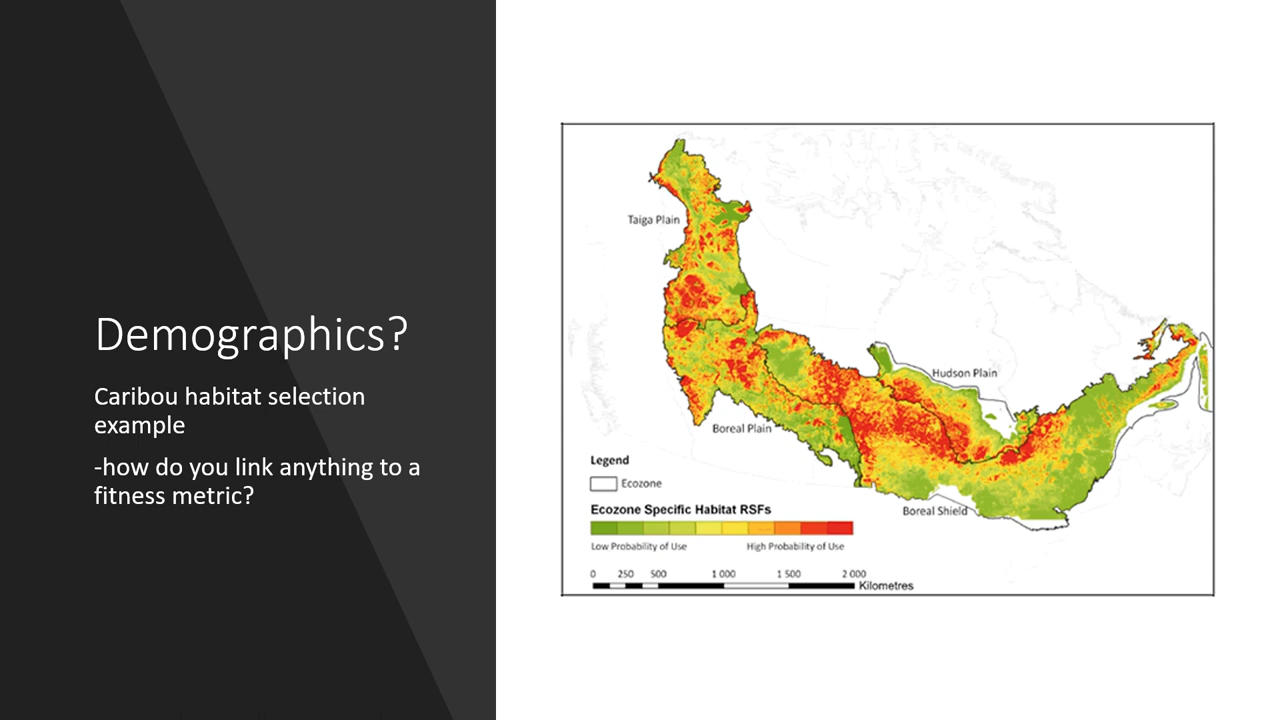 Demographics?
Caribou habitat selection
example
-how do you link anything to a
fitness metric?
Taiga Plain
Hudson Plain
Boreal Plain
Boreal Shield
Legend
Ecozone
Ecozone Specific Habitat RSFs
Low Probability of Use High Probability of Use
0 250 500 1 000 1 500 2 000
Kilometres